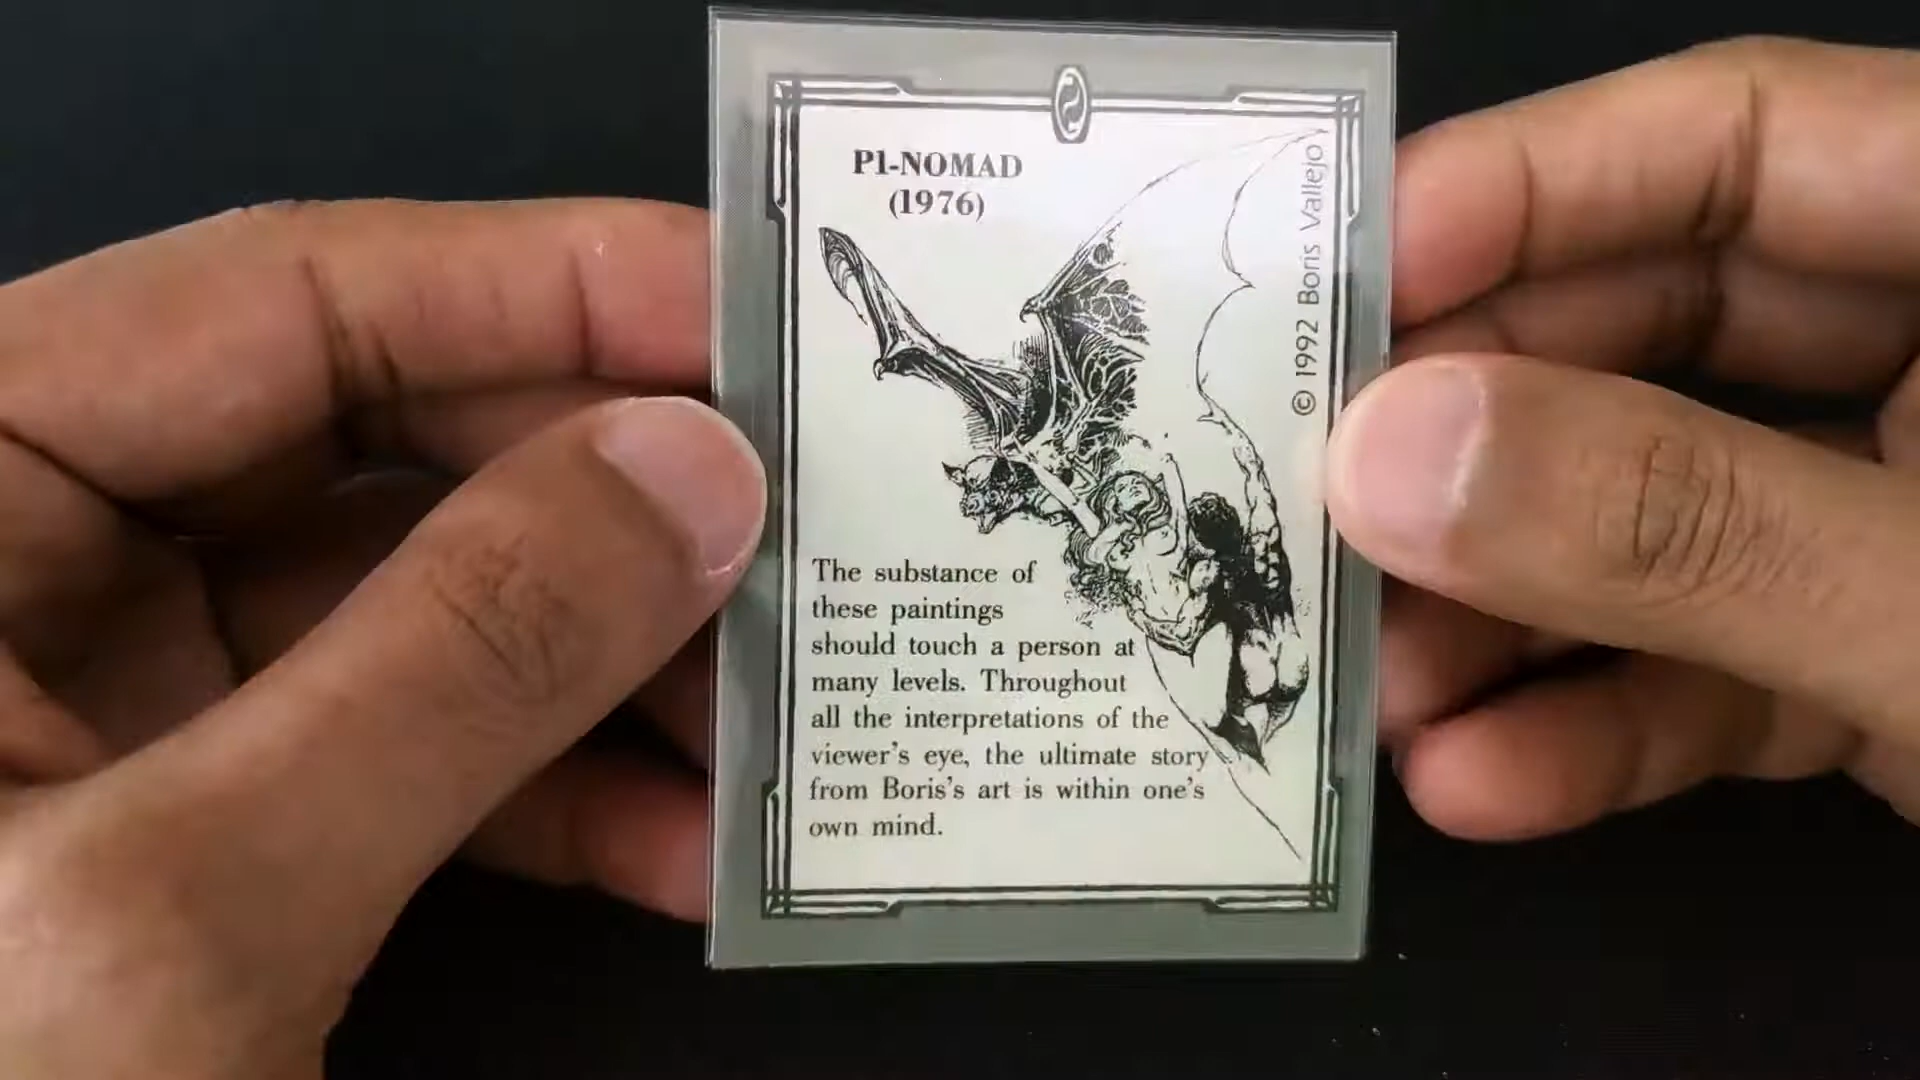 P1-NOMAD
(1976)
© 1992 Boris Vallejo
The substance of
these paintings
should touch a person at
many levels. Throughout
all the interpretations of the
viewer's eye, the ultimate story
from Boris's art is within one's
own mind.